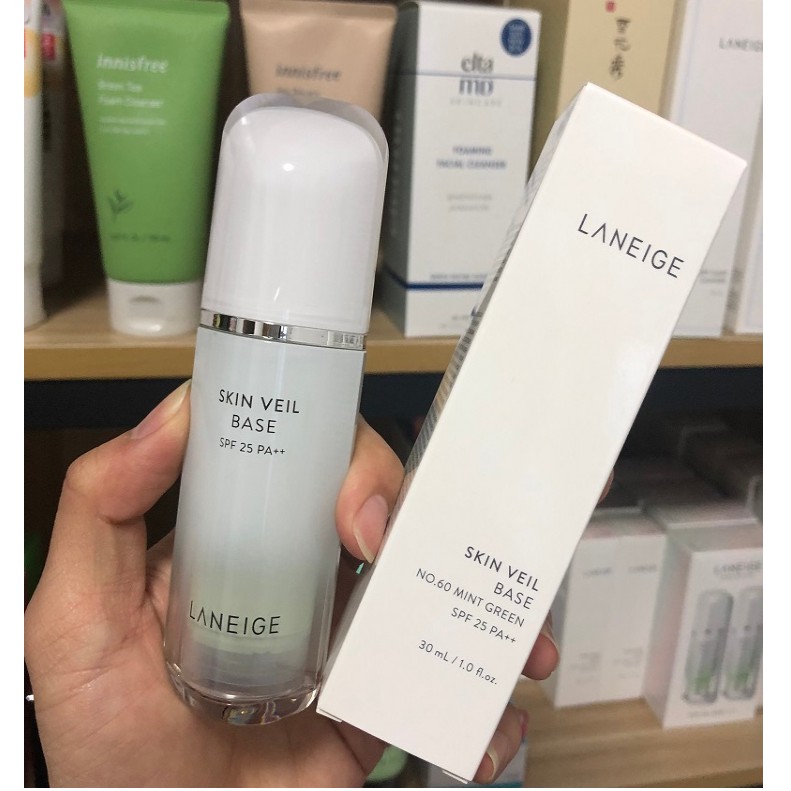 innisfree
Green Tea
Foam Cleanser
innisfree
elta
MD
SKINCARE
FOAMING
FACIAL CLEANSER
LANEIGE
SKIN VEIL
BASE
SPF 25 PA++
LANEIGE
LANEIGE
SKIN VEIL
BASE
NO.60 MINT GREEN
SPF 25 PA++
30 mL / 1.0 fl.oz.
LANEIGE